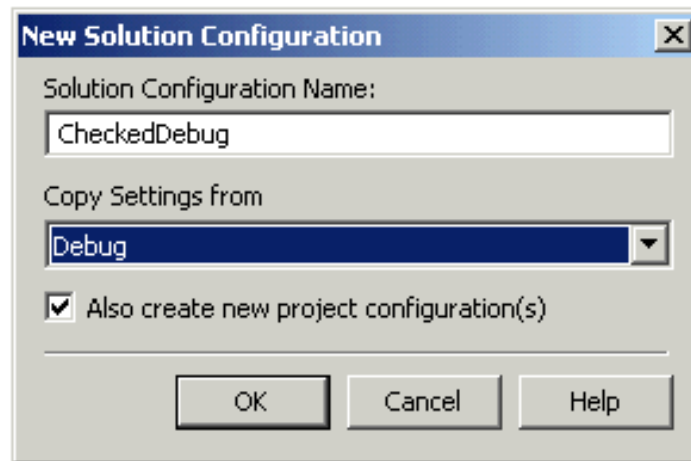 New Solution Configuration
Solution Configuration Name:
CheckedDebug
Copy Settings from
Debug
Also create new project configuration(s)
OK Cancel Help